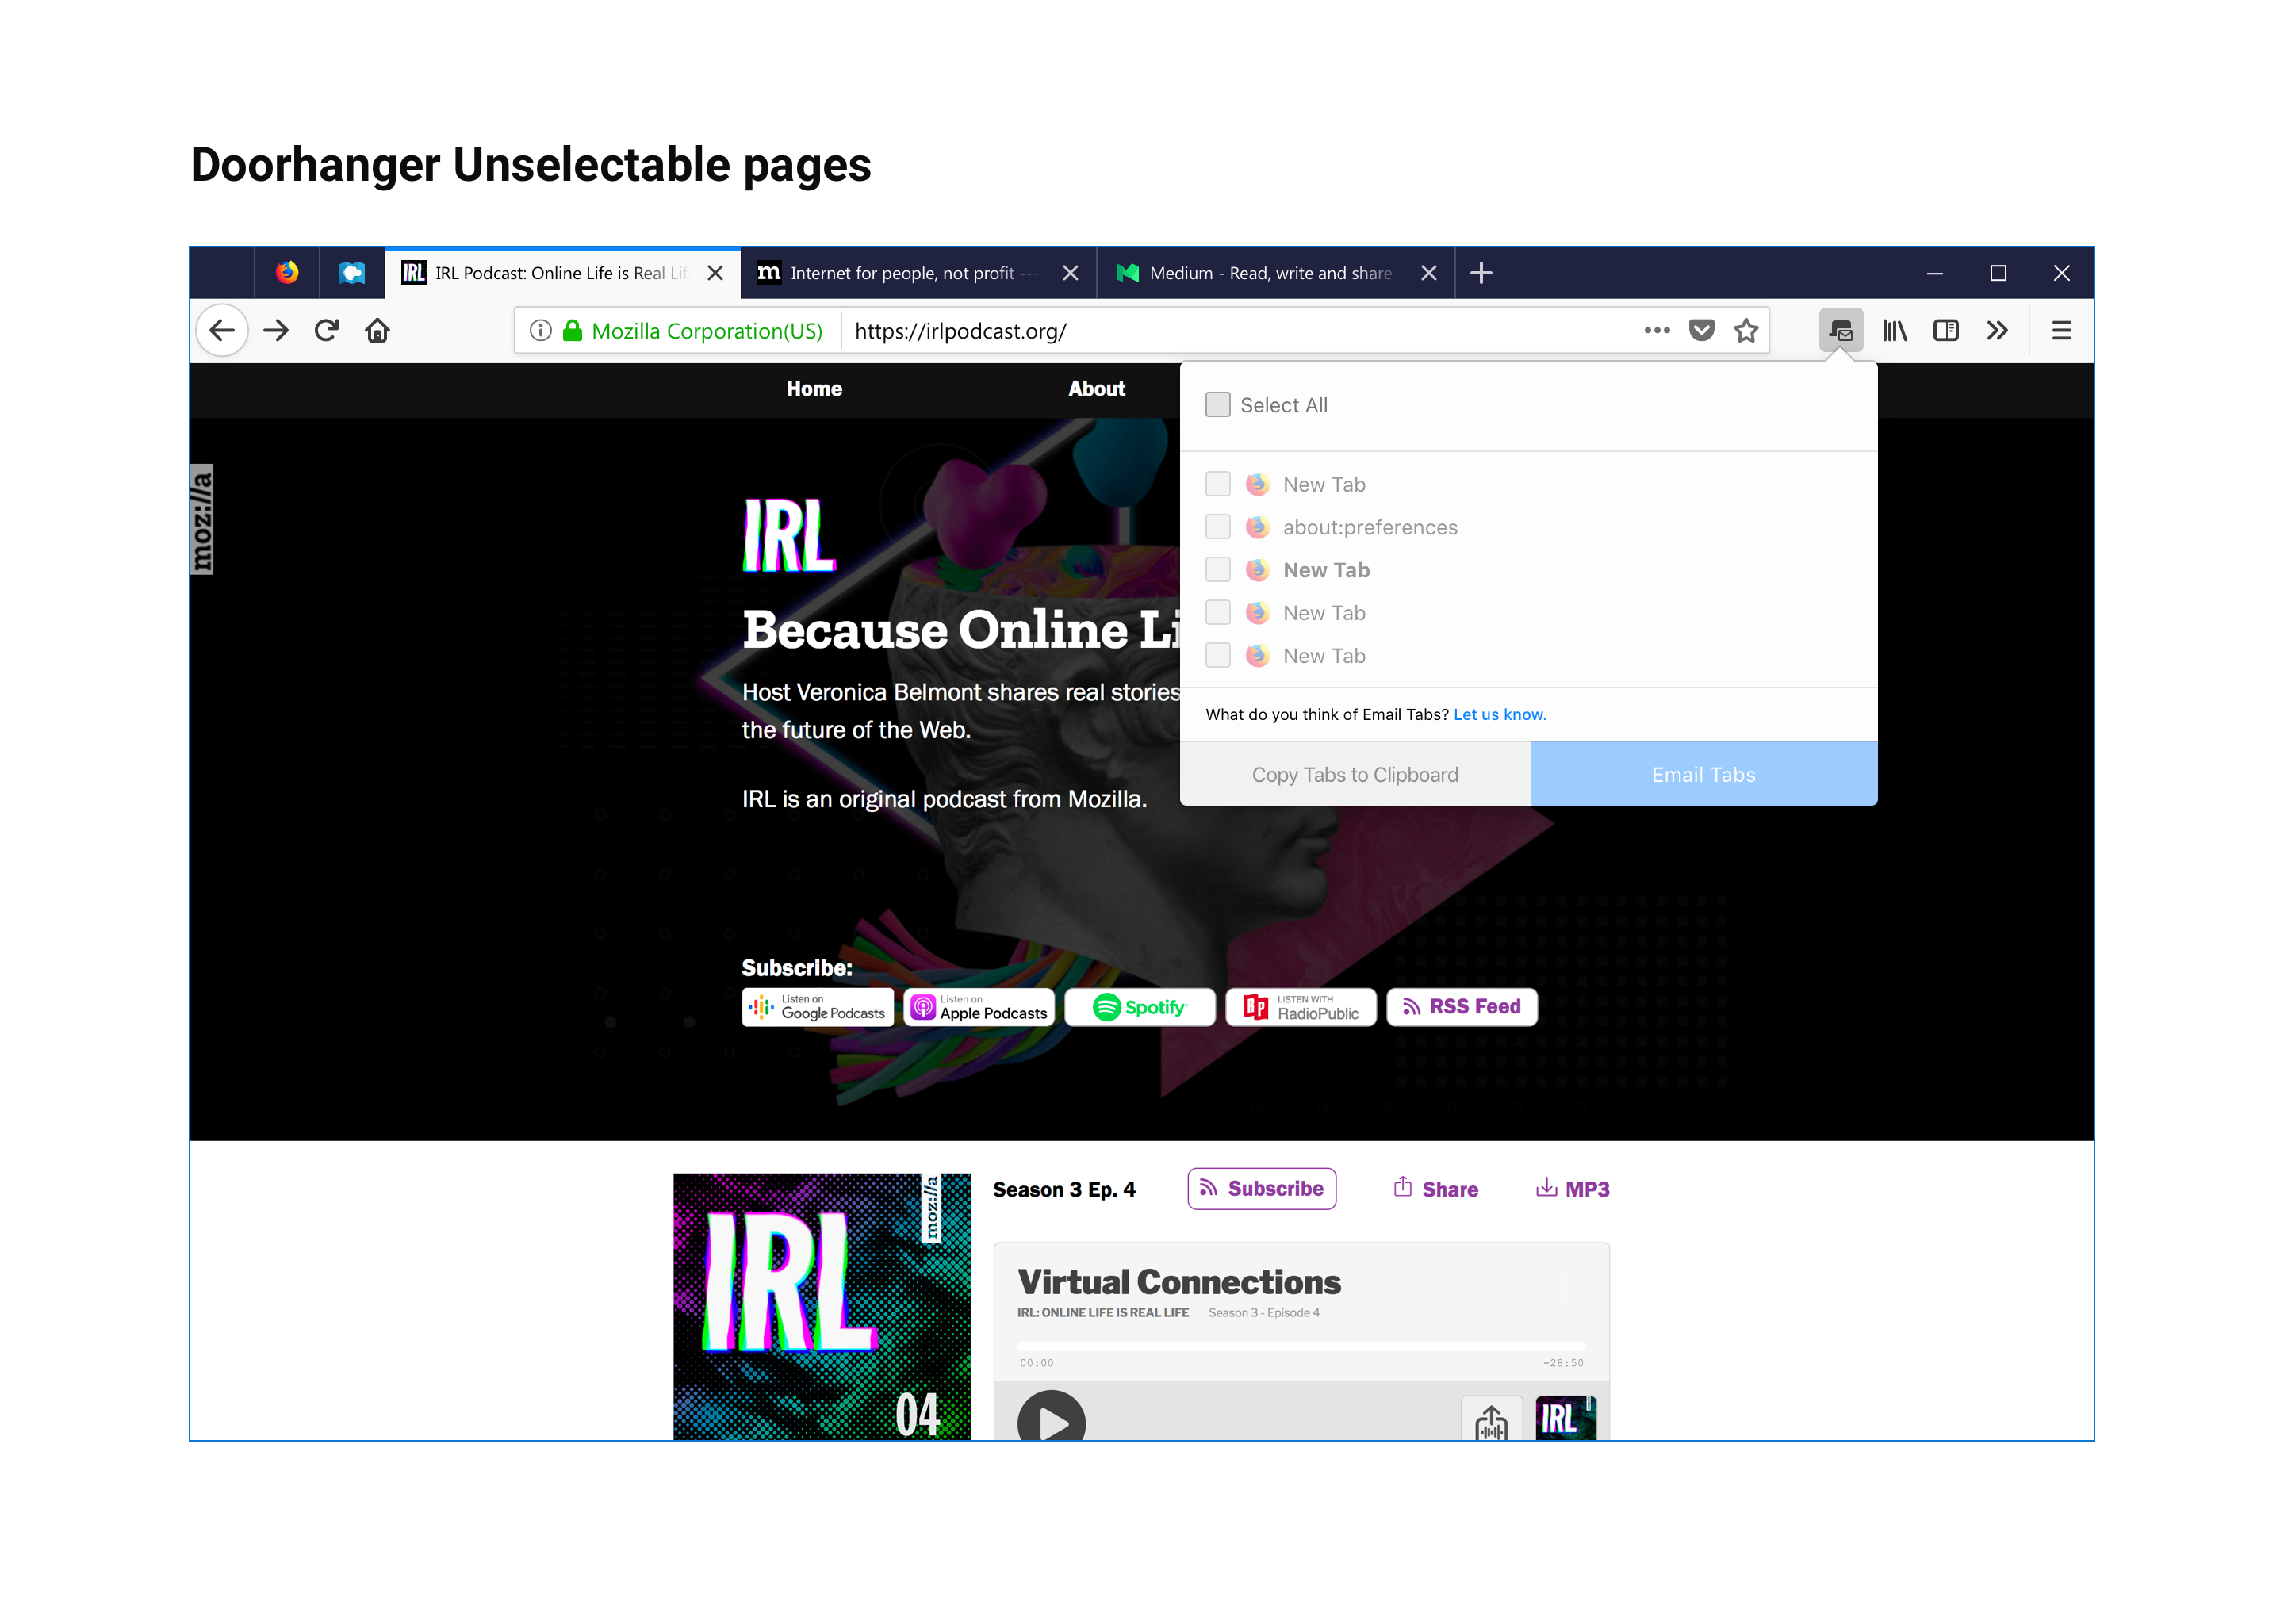 Doorhanger Unselectable pages
IRL Podcast: Online Life is Real Lif
Internet for people, not profit ---
Medium - Read, write and share
Mozilla Corporation(US)
https://irlpodcast.org/
Home
About
Select All
New Tab
about:preferences
New Tab
New Tab
New Tab
What do you think of Email Tabs? Let us know.
Copy Tabs to Clipboard
Email Tabs
moz://a
IRL
Because Online Li
Host Veronica Belmont shares real stories
the future of the Web.
IRL is an original podcast from Mozilla.
Subscribe:
Listen on
Google Podcasts
Listen on
Apple Podcasts
Spotify
LISTEN WITH
RadioPublic
RSS Feed
moz://a
IRL
04
Season 3 Ep. 4
Subscribe
Share
MP3
Virtual Connections
IRL: ONLINE LIFE IS REAL LIFE
Season 3 - Episode 4
00:00
-28:50
IRL